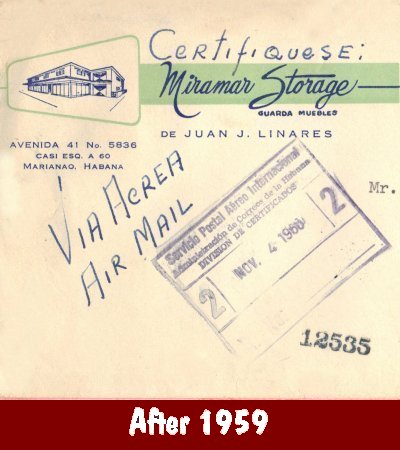 Certifiquese:
Miramar Storage
GUARDA MUEBLES
DE JUAN J. LINARES
AVENIDA 41 No. 5836
CASI ESQ. A 60
MARIANAO, HABANA
VIA AEREA
AIR MAIL
Mr.
Servicio Postal Aéreo Internacional
Administración de Correos de la Habana
DIVISION DE CERTIFICADOS
2
NOV. 4 1960
2
12535
After 1959